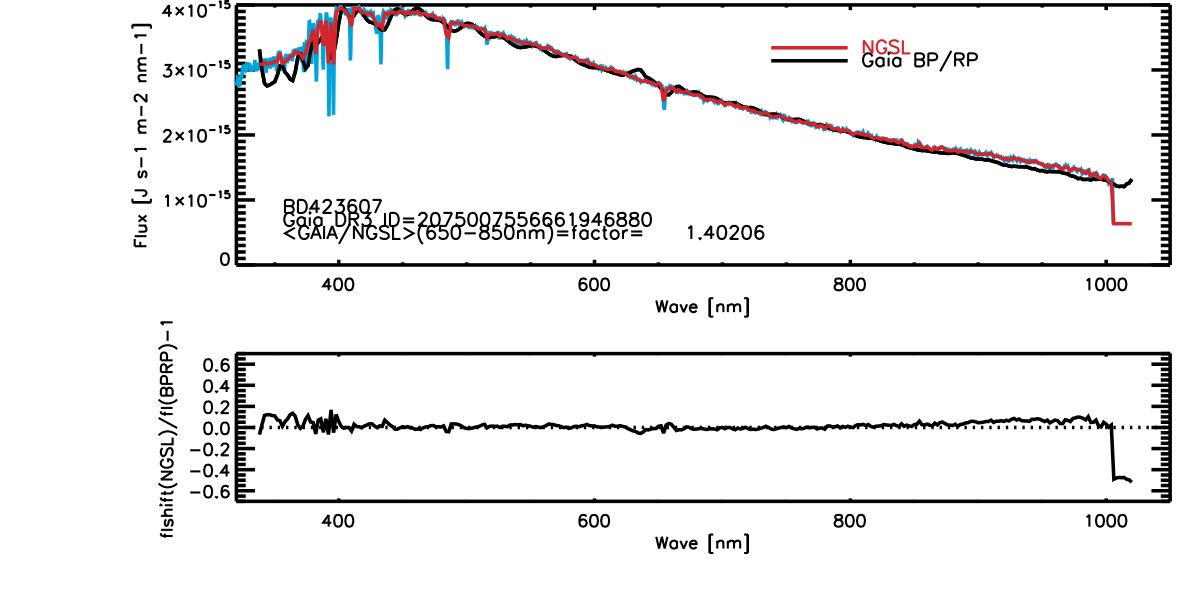 4×10−15
3×10−15
2×10−15
1×10−15
0
Flux [J s−1 m−2 nm−1]
NGSL
Gaia BP/RP
BD423607
Gaia DR3 ID=2075007556661946880
<GAIA/NGSL>(650−850nm)=factor= 1.40206
400 600 800 1000
Wave [nm]
0.6
0.4
0.2
0.0
−0.2
−0.4
−0.6
flshift(NGSL)/fl(BPRP)−1
400 600 800 1000
Wave [nm]